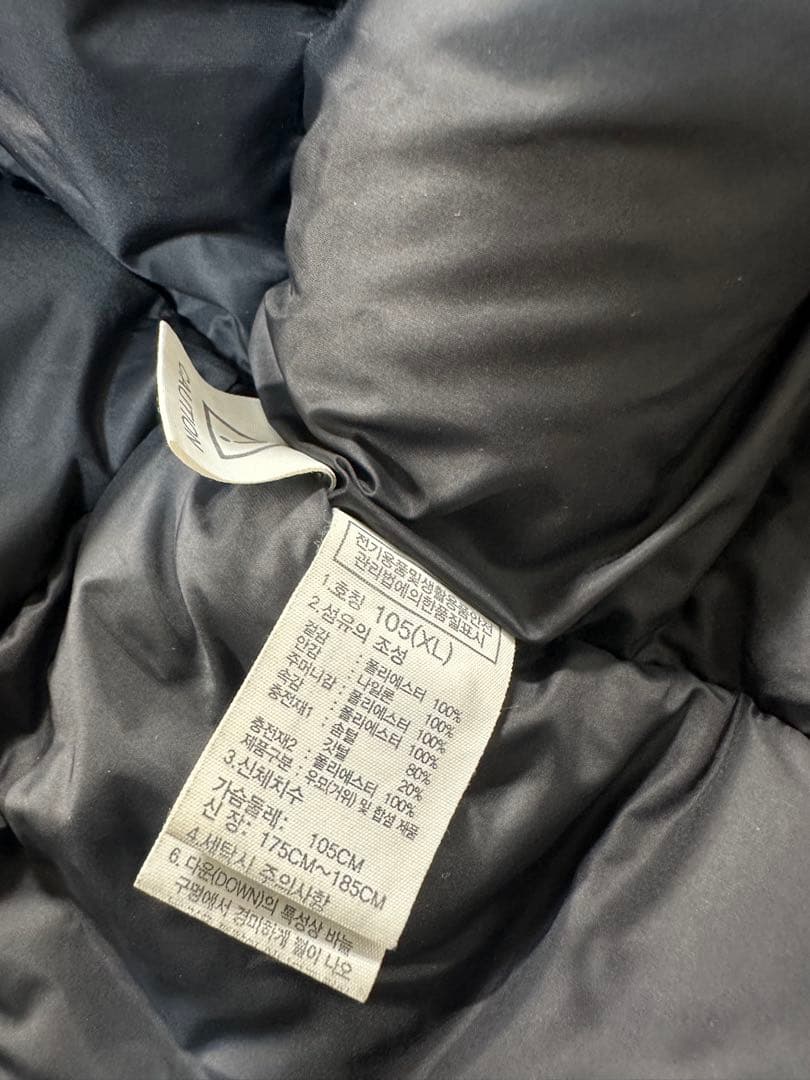 CAUTION
전기용품및생활용품안전
관리법에의한품질표시
1.호칭 105(XL)
2.섬유의 조성
겉감 : 폴리에스터 100%
안감 : 나일론 100%
주머니감 : 폴리에스터 100%
속감 : 폴리에스터 100%
충전재1 : 솜털 80%
깃털 20%
충전재2 : 폴리에스터 100%
제품구분 : 우모(거위) 및 합성 제품
3.신체치수
가슴둘레: 105CM
신 장: 175CM~185CM
4.세탁시 주의사항
6.다운(DOWN)의 특성상 바늘
구멍에서 경미하게 털이 나오